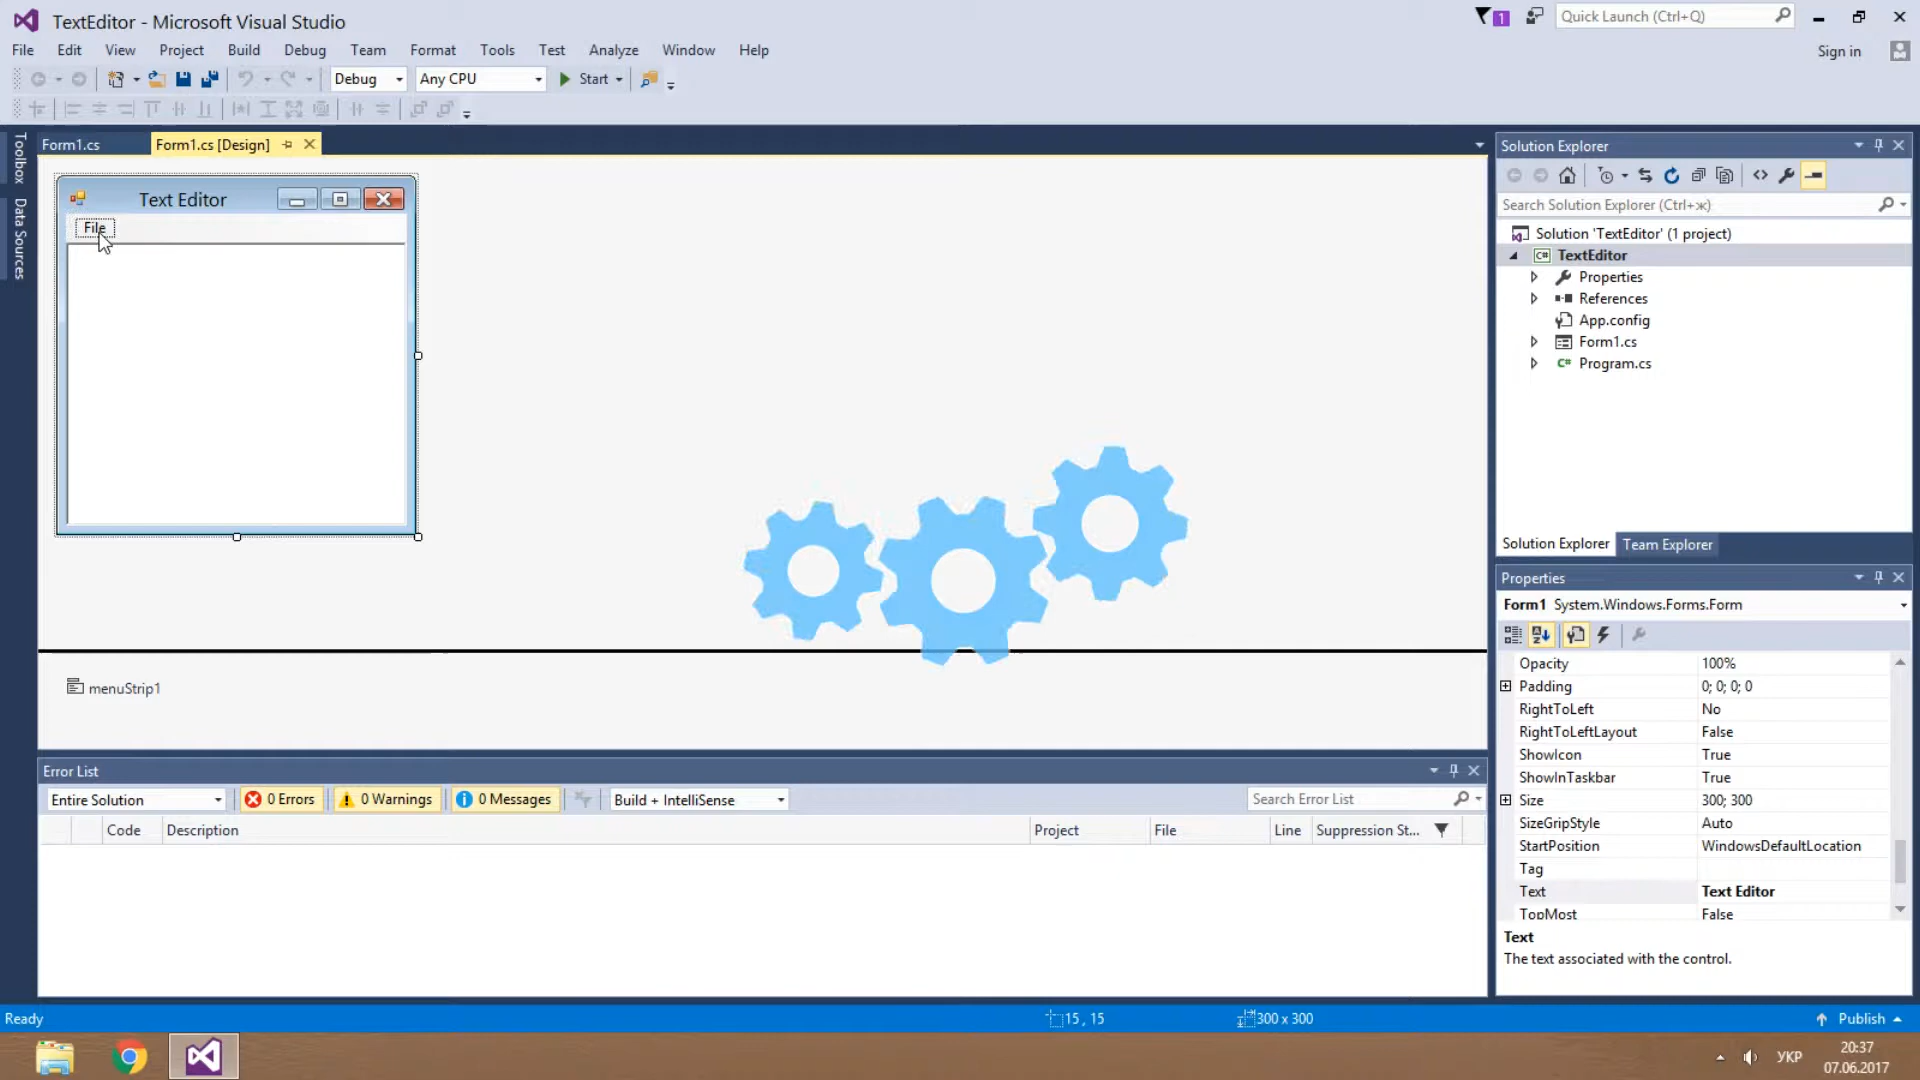 TextEditor - Microsoft Visual Studio
1
Quick Launch (Ctrl+Q)
File Edit View Project Build Debug Team Format Tools Test Analyze Window Help
Sign in
Debug Any CPU Start
Toolbox
Data Sources
Form1.cs Form1.cs [Design]
Text Editor
File
menuStrip1
Solution Explorer
Search Solution Explorer (Ctrl+ж)
Solution 'TextEditor' (1 project)
C# TextEditor
Properties
References
App.config
Form1.cs
C# Program.cs
Solution Explorer Team Explorer
Properties
Form1 System.Windows.Forms.Form
Opacity 100%
Padding 0; 0; 0; 0
RightToLeft No
RightToLeftLayout False
ShowIcon True
ShowInTaskbar True
Size 300; 300
SizeGripStyle Auto
StartPosition WindowsDefaultLocation
Tag
Text Text Editor
TopMost False
Text
The text associated with the control.
Error List
Entire Solution 0 Errors 0 Warnings 0 Messages Build + IntelliSense Search Error List
Code Description Project File Line Suppression St...
Ready 15 , 15 300 x 300 Publish
УКР
20:37
07.06.2017